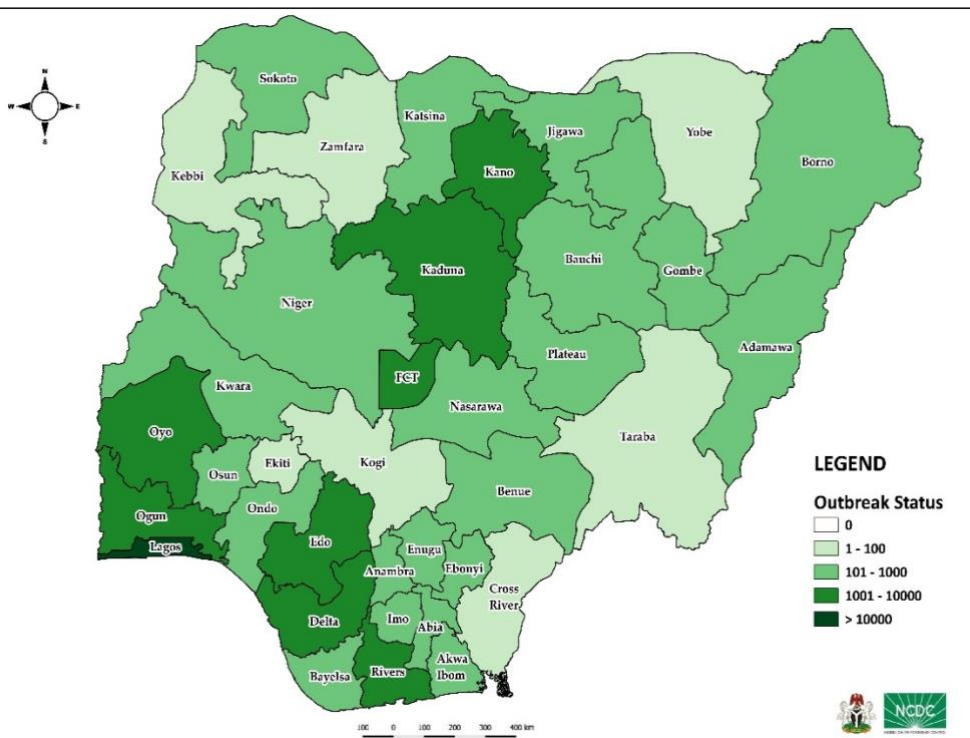 N
W
E
S
Sokoto
Katsina
Jigawa
Yobe
Borno
Zamfara
Kano
Kebbi
Kaduna
Bauchi
Gombe
Niger
Adamawa
Plateau
FCT
Kwara
Nasarawa
Taraba
Oyo
Ekiti
Kogi
Osun
Benue
Ondo
Ogun
Edo
Lagos
Enugu
Anambra
Ebonyi
Cross
River
Delta
Imo
Abia
Akwa
Ibom
Rivers
Bayelsa
LEGEND
Outbreak Status
0
1 - 100
101 - 1000
1001 - 10000
> 10000
100 0 100 200 300 400 km
NCDC